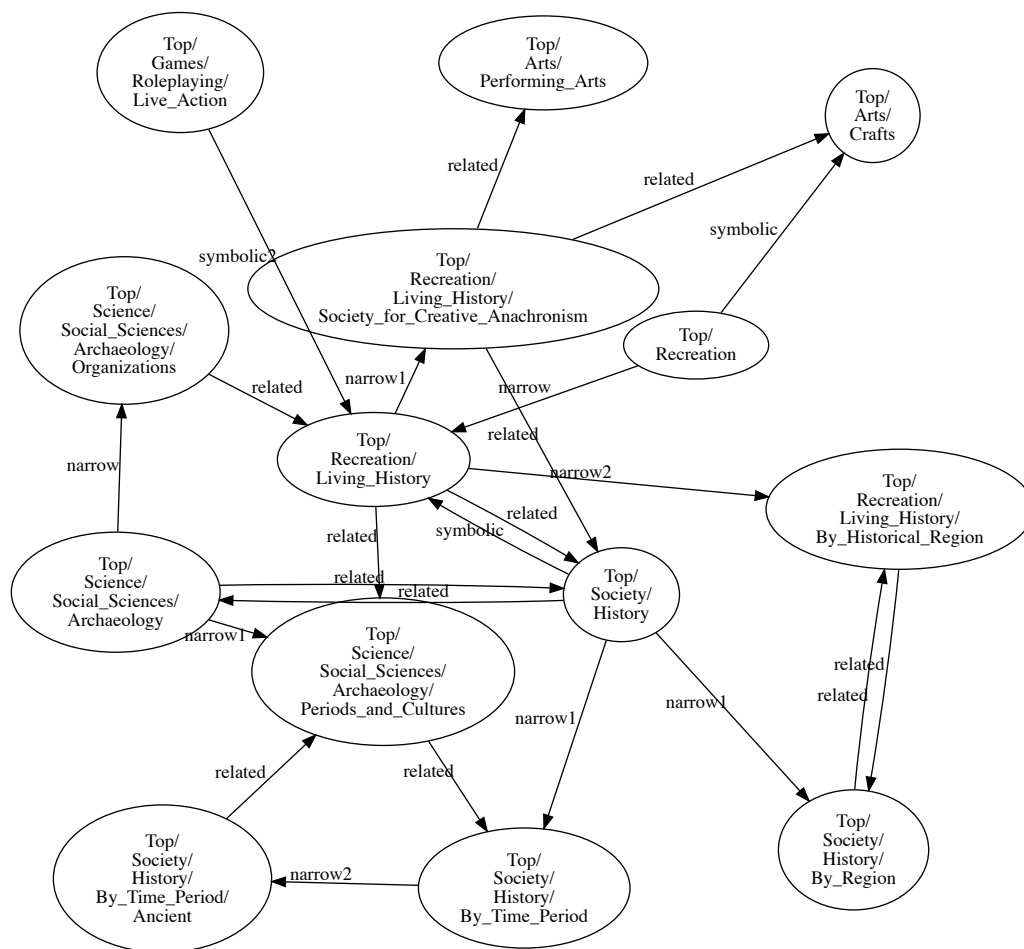 Top/
Games/
Roleplaying/
Live_Action
Top/
Arts/
Performing_Arts
Top/
Arts/
Crafts
related
related
symbolic
symbolic2
Top/
Recreation/
Living_History/
Society_for_Creative_Anachronism
Top/
Science/
Social_Sciences/
Archaeology/
Organizations
Top/
Recreation
related
narrow1
narrow
related
narrow
Top/
Recreation/
Living_History
narrow2
Top/
Recreation/
Living_History/
By_Historical_Region
related
symbolic
related
Top/
Science/
Social_Sciences/
Archaeology
related
related
Top/
Society/
History
narrow1
Top/
Science/
Social_Sciences/
Archaeology/
Periods_and_Cultures
related
related
narrow1
narrow1
related
related
Top/
Society/
History/
By_Region
Top/
Society/
History/
By_Time_Period/
Ancient
narrow2
Top/
Society/
History/
By_Time_Period